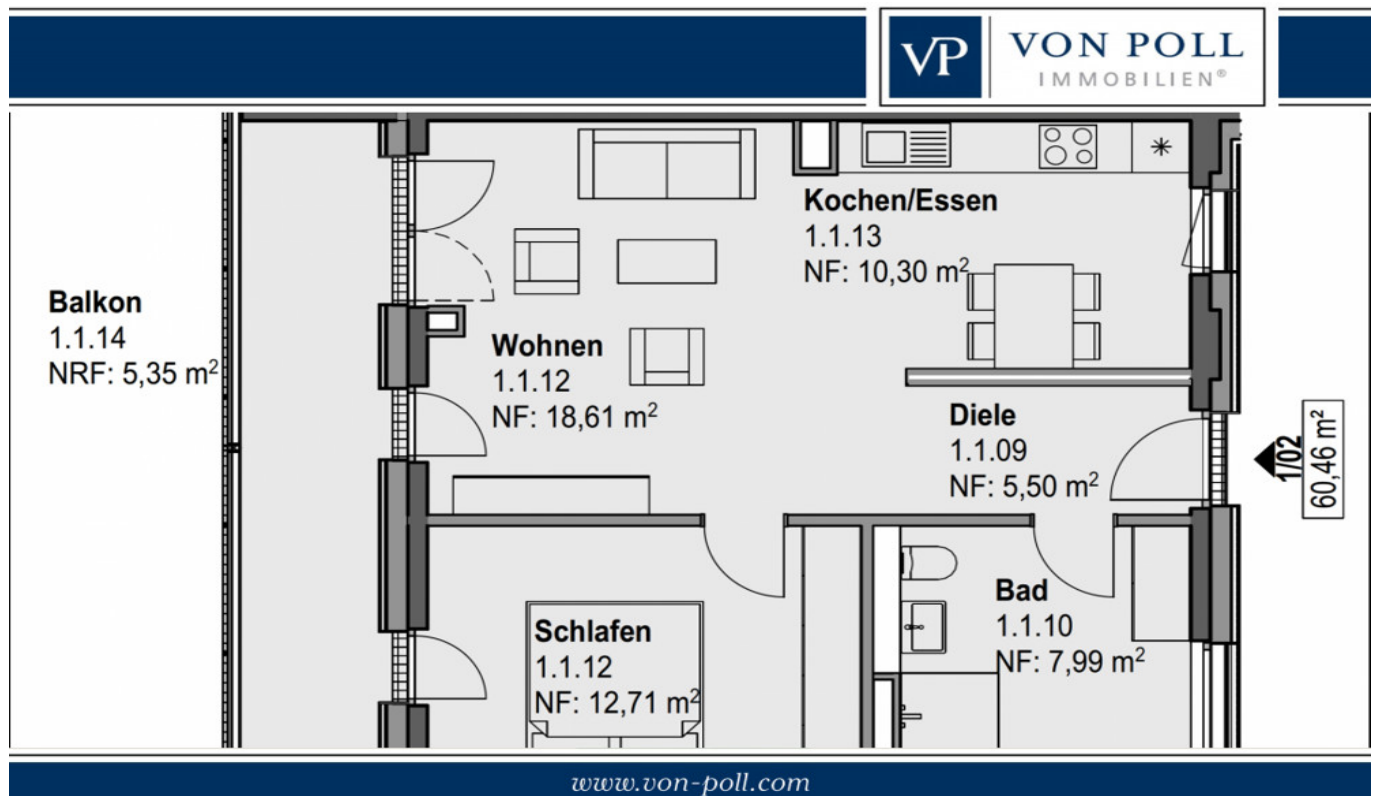 VP
VON POLL
IMMOBILIEN®
Kochen/Essen
1.1.13
NF: 10,30 m²
Balkon
1.1.14
NRF: 5,35 m²
Wohnen
1.1.12
NF: 18,61 m²
Diele
1.1.09
NF: 5,50 m²
1/02
60,46 m²
Schlafen
1.1.12
NF: 12,71 m²
Bad
1.1.10
NF: 7,99 m²
www.von-poll.com